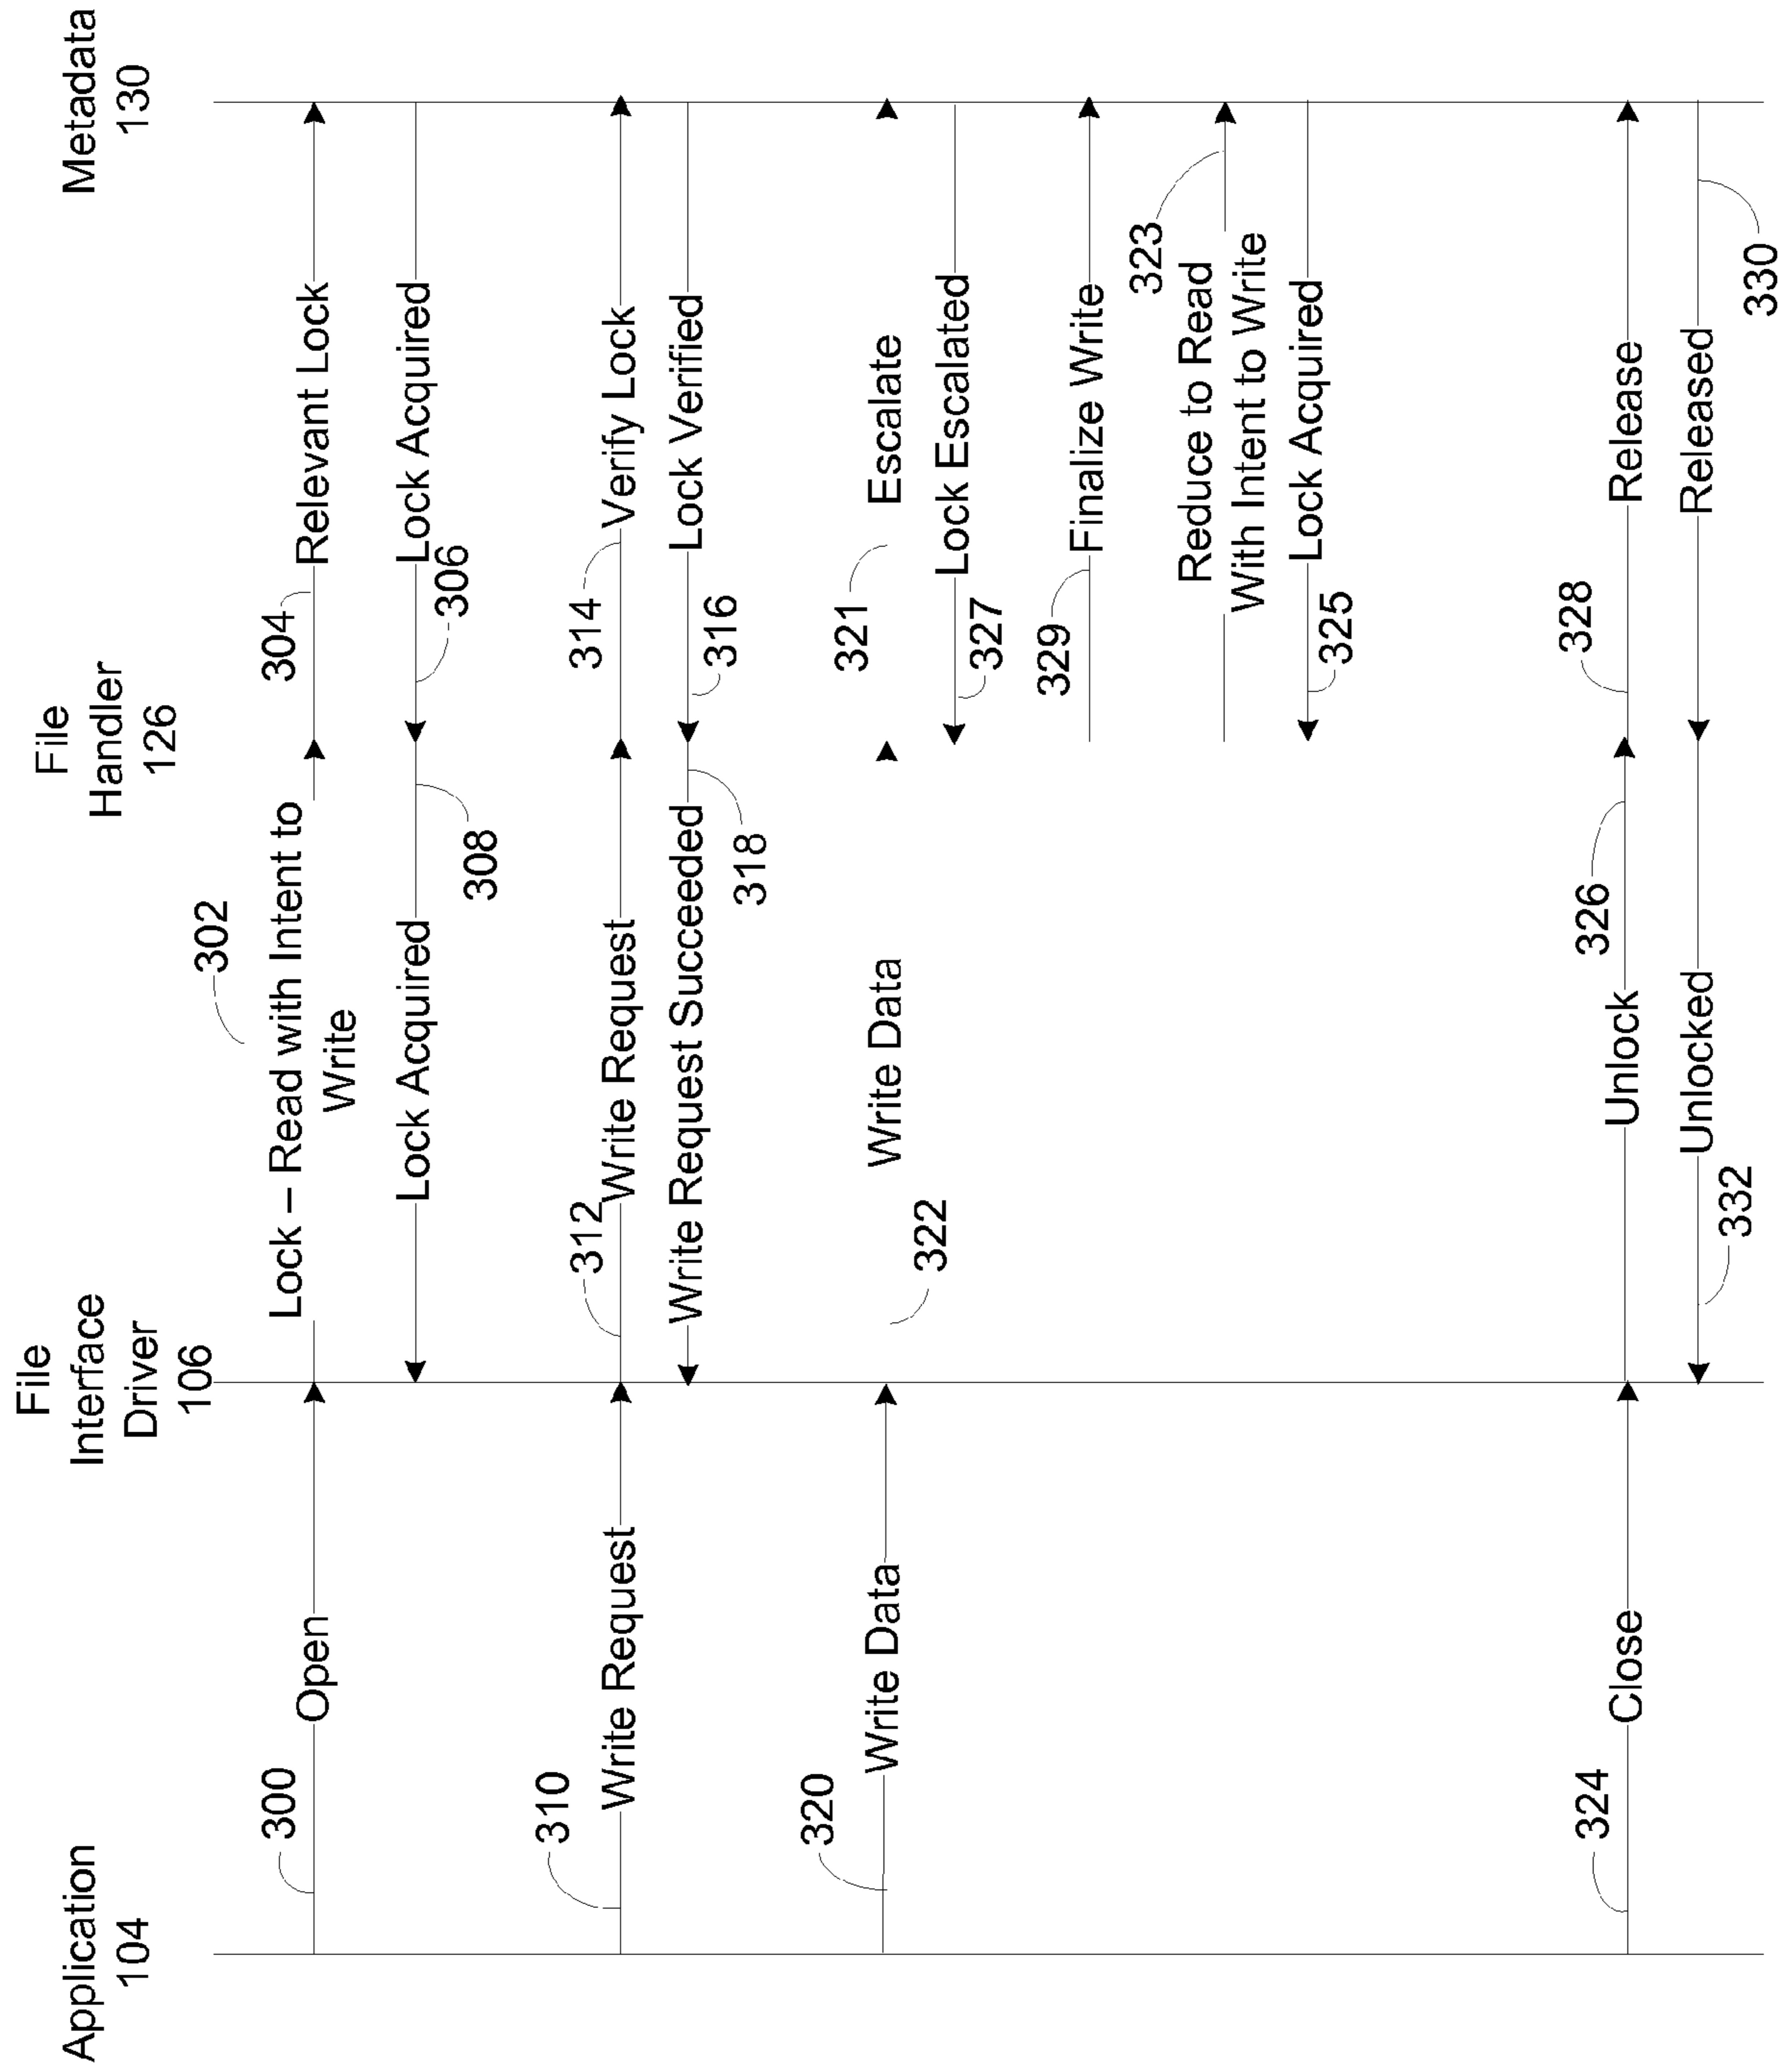 Application
104
File
Interface
Driver
106
File
Handler
126
Metadata
130
300
Open
302
Lock – Read with Intent to
Write
304
Relevant Lock
Lock Acquired
308
Lock Acquired
306
310
Write Request
312
Write Request
314
Verify Lock
Write Request Succeeded
318
Lock Verified
316
320
Write Data
322
Write Data
321
Escalate
Lock Escalated
327
329
Finalize Write
323
Reduce to Read
With Intent to Write
Lock Acquired
325
324
Close
326
Unlock
328
Release
Unlocked
332
Released
330